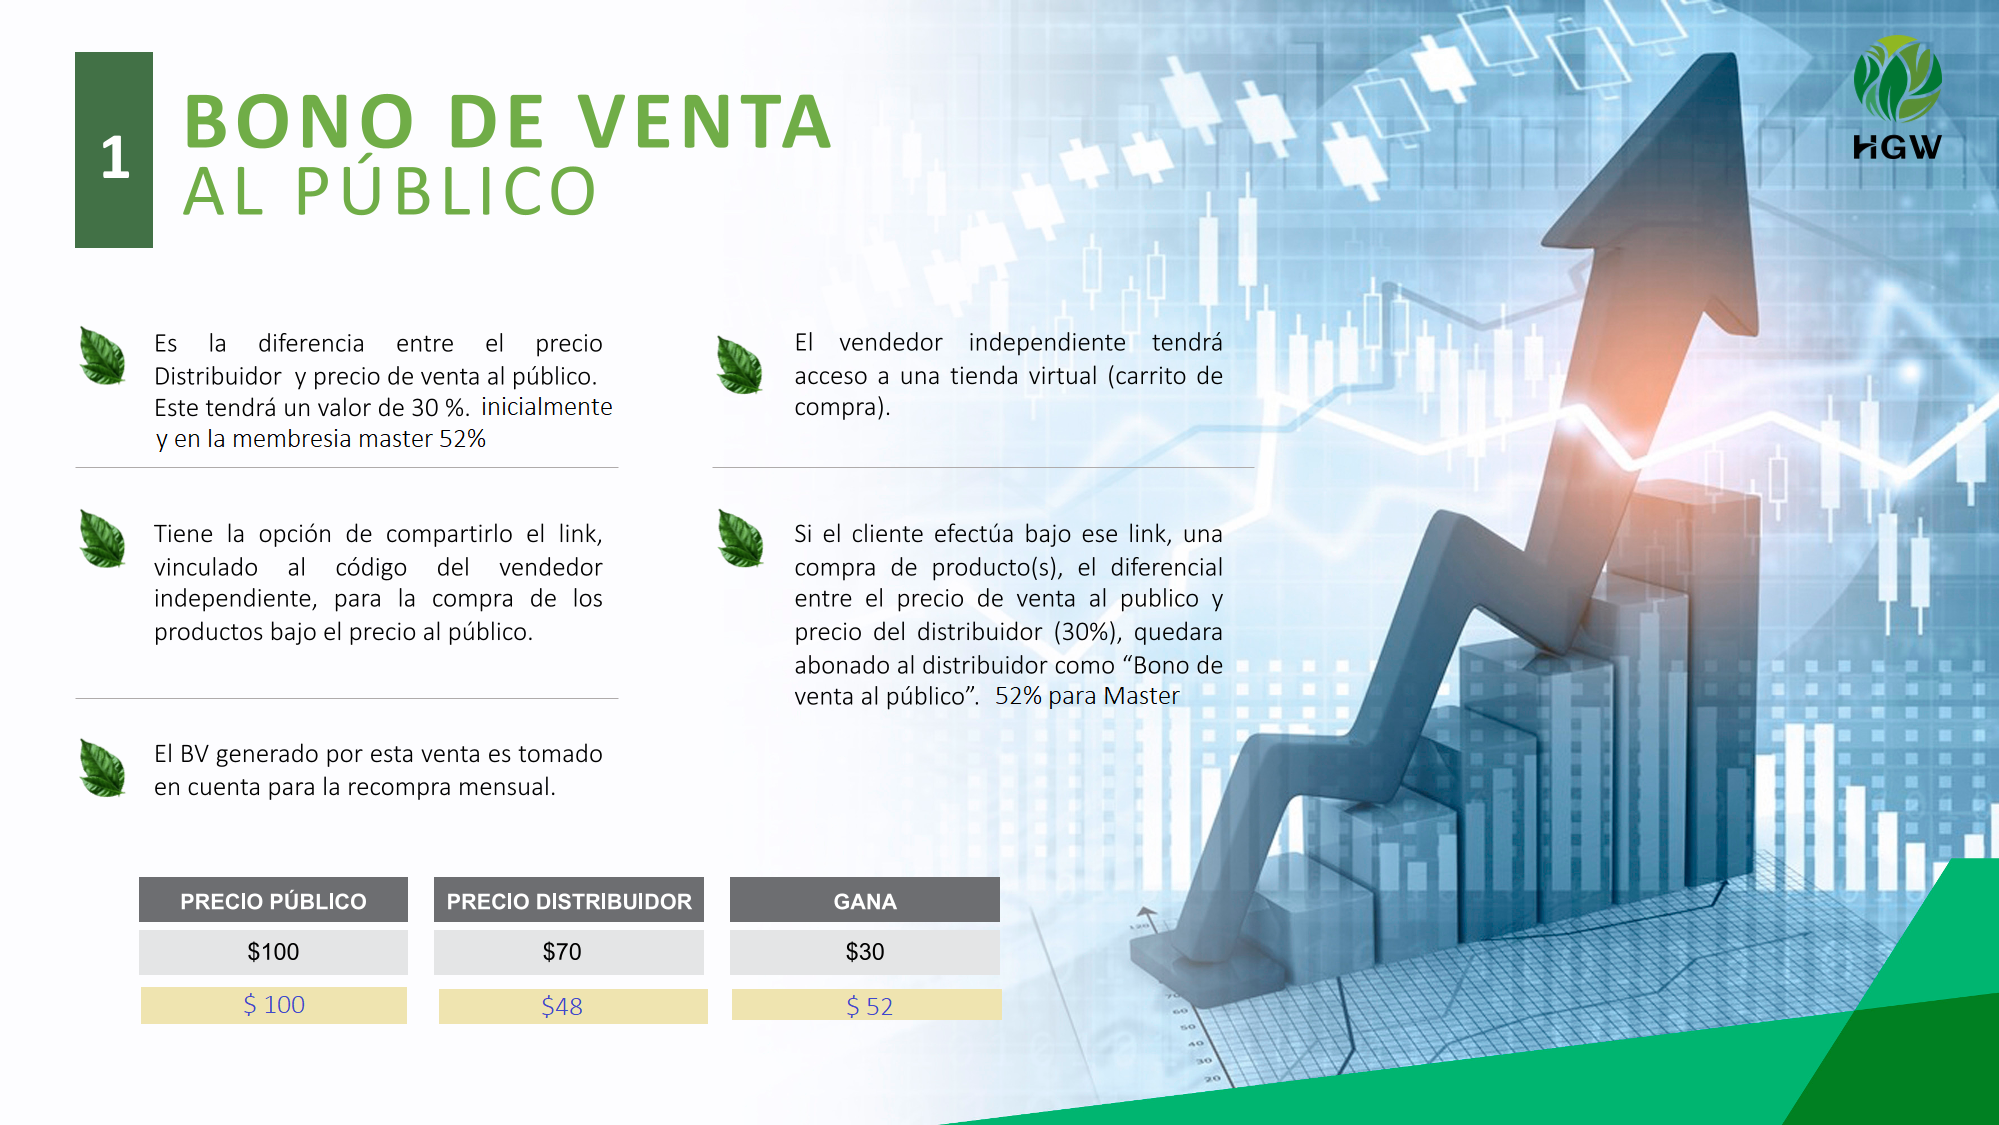 1
BONO DE VENTA
AL PÚBLICO
HGW
Es la diferencia entre el precio
Distribuidor y precio de venta al público.
Este tendrá un valor de 30 %. inicialmente
y en la membresia master 52%
El vendedor independiente tendrá
acceso a una tienda virtual (carrito de
compra).
Tiene la opción de compartirlo el link,
vinculado al código del vendedor
independiente, para la compra de los
productos bajo el precio al público.
Si el cliente efectúa bajo ese link, una
compra de producto(s), el diferencial
entre el precio de venta al publico y
precio del distribuidor (30%), quedara
abonado al distribuidor como “Bono de
venta al público”. 52% para Master
El BV generado por esta venta es tomado
en cuenta para la recompra mensual.
PRECIO PÚBLICO PRECIO DISTRIBUIDOR GANA
$100 $70 $30
$ 100 $48 $ 52
120
60
50
40
30
20